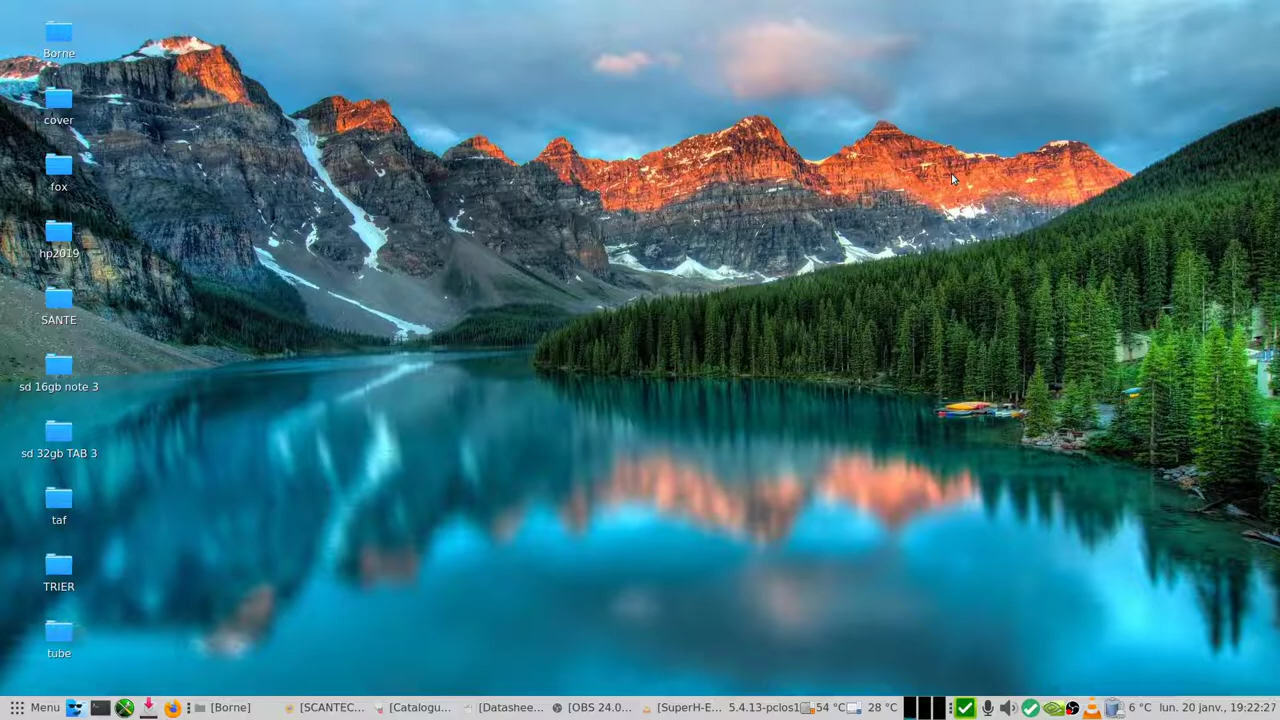 Borne
cover
fox
hp2019
SANTE
sd 16gb note 3
sd 32gb TAB 3
taf
TRIER
tube
Menu [Borne] [SCANTEC... [Catalogu... [Datashee... [OBS 24.0... [SuperH-E... 5.4.13-pclos1 54 °C 28 °C 6 °C lun. 20 janv., 19:22:27